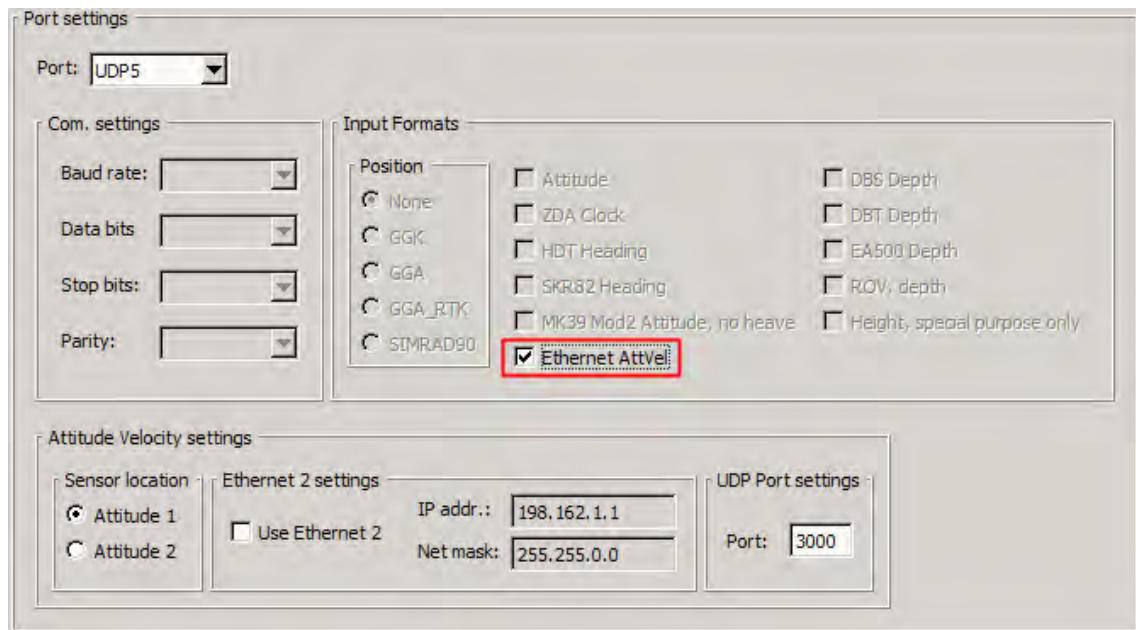 Port settings
Port: UDP5
Com. settings
Baud rate:
Data bits
Stop bits:
Parity:
Input Formats
Position
None
GGK
GGA
GGA_RTK
SIMRAD90
Attitude
ZDA Clock
HDT Heading
SKR82 Heading
MK39 Mod2 Attitude, no heave
Ethernet AttVel
DBS Depth
DBT Depth
EA500 Depth
ROV. depth
Height, special purpose only
Attitude Velocity settings
Sensor location
Attitude 1
Attitude 2
Ethernet 2 settings
Use Ethernet 2
IP addr.: 198.162.1.1
Net mask: 255.255.0.0
UDP Port settings
Port: 3000